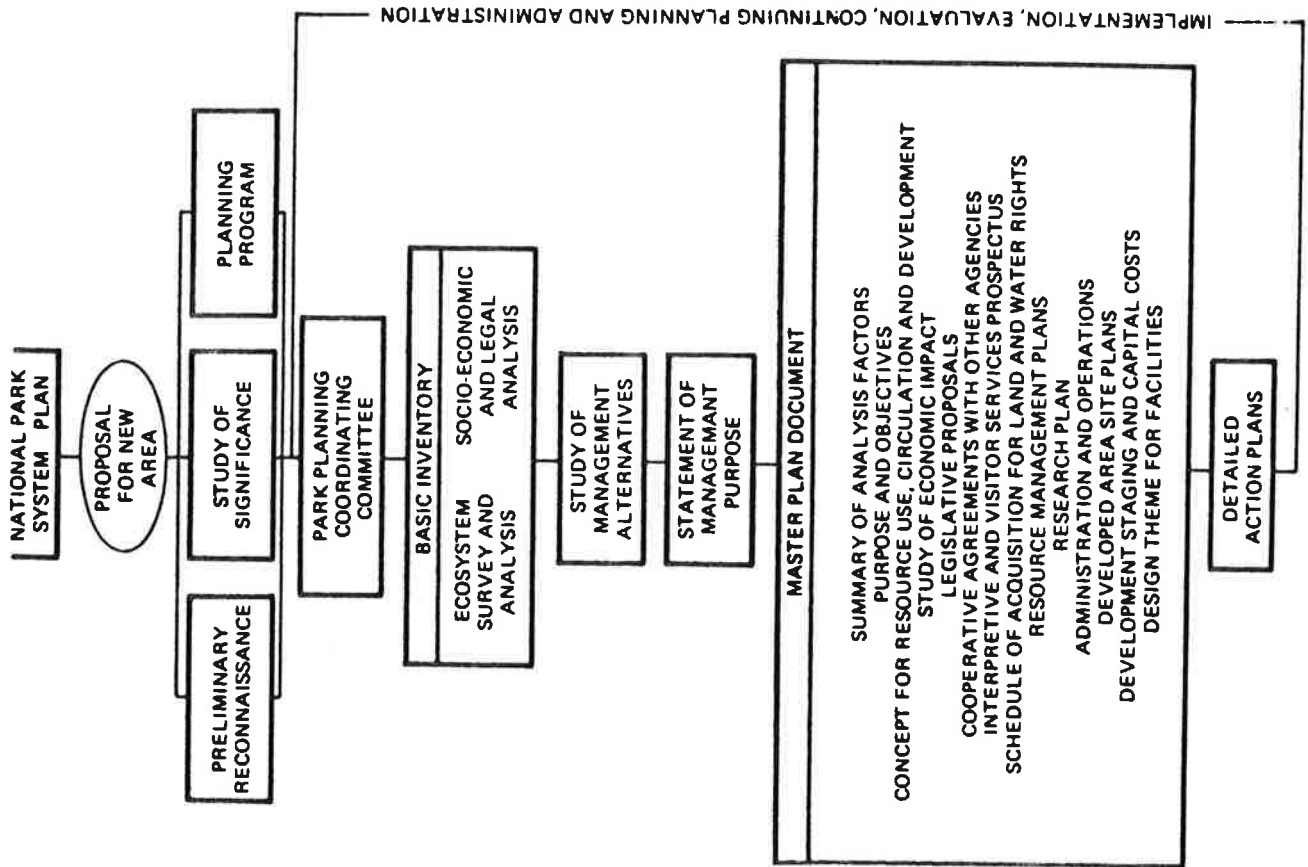 NATIONAL PARK
SYSTEM PLAN
PROPOSAL
FOR NEW
AREA
PRELIMINARY
RECONNAISSANCE
STUDY OF
SIGNIFICANCE
PLANNING
PROGRAM
PARK PLANNING
COORDINATING
COMMITTEE
BASIC INVENTORY
ECOSYSTEM
SURVEY AND
ANALYSIS
SOCIO-ECONOMIC
AND LEGAL
ANALYSIS
STUDY OF
MANAGEMENT
ALTERNATIVES
STATEMENT OF
MANAGEMANT
PURPOSE
MASTER PLAN DOCUMENT
SUMMARY OF ANALYSIS FACTORS
PURPOSE AND OBJECTIVES
CONCEPT FOR RESOURCE USE, CIRCULATION AND DEVELOPMENT
STUDY OF ECONOMIC IMPACT
LEGISLATIVE PROPOSALS
COOPERATIVE AGREEMENTS WITH OTHER AGENCIES
INTERPRETIVE AND VISITOR SERVICES PROSPECTUS
SCHEDULE OF ACQUISITION FOR LAND AND WATER RIGHTS
RESOURCE MANAGEMENT PLANS
RESEARCH PLAN
ADMINISTRATION AND OPERATIONS
DEVELOPED AREA SITE PLANS
DEVELOPMENT STAGING AND CAPITAL COSTS
DESIGN THEME FOR FACILITIES
DETAILED
ACTION PLANS
IMPLEMENTATION, EVALUATION, CONTINUING PLANNING AND ADMINISTRATION